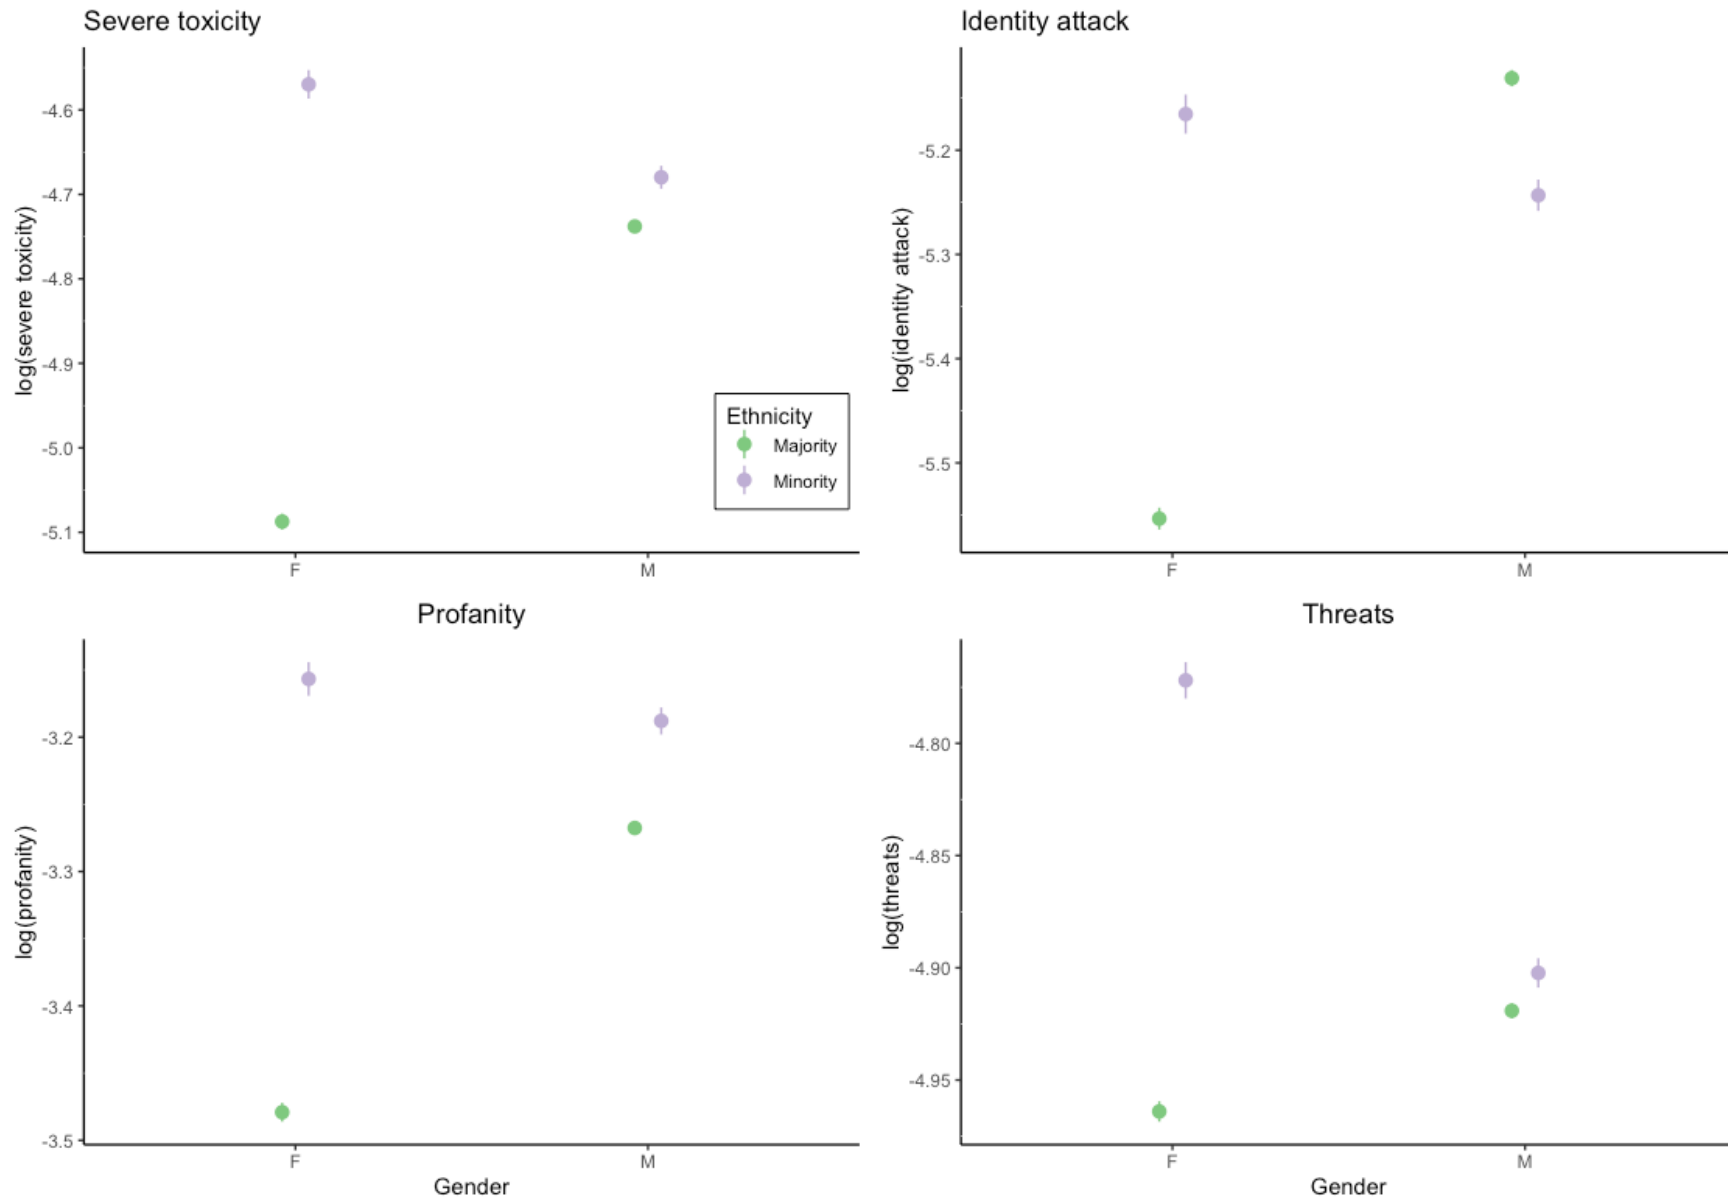 Severe toxicity
log(severe toxicity)
-4.6
-4.7
-4.8
-4.9
-5.0
-5.1
F
M
Ethnicity
Majority
Minority
Identity attack
log(identity attack)
-5.2
-5.3
-5.4
-5.5
F
M
Profanity
log(profanity)
-3.2
-3.3
-3.4
-3.5
F
M
Gender
Threats
log(threats)
-4.80
-4.85
-4.90
-4.95
F
M
Gender